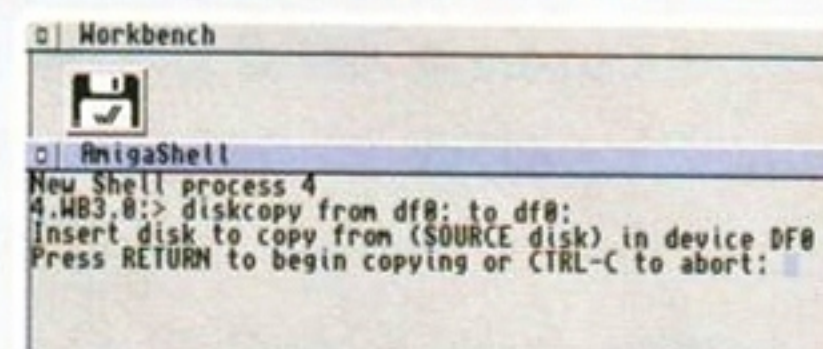 Workbench
AmigaShell
New Shell process 4
4.WB3.0:> diskcopy from df0: to df0:
Insert disk to copy from (SOURCE disk) in device DF0
Press RETURN to begin copying or CTRL-C to abort: